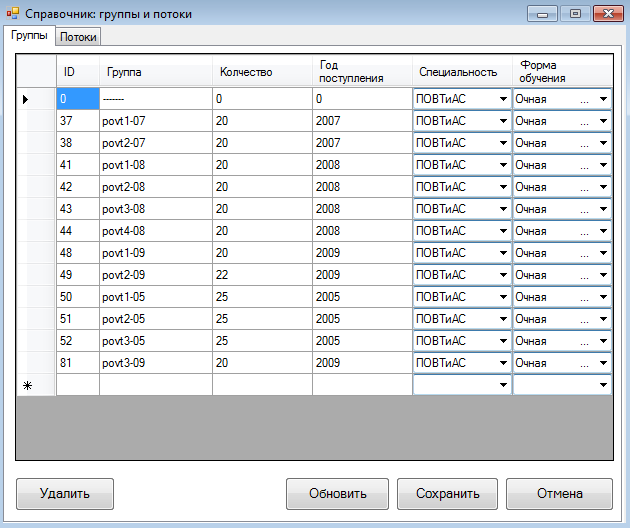 Справочник: группы и потоки
Группы Потоки
ID Группа Колчество Год поступления Специальность Форма обучения
0 ------- 0 0 ПОВТиАС Очная ...
37 povt1-07 20 2007 ПОВТиАС Очная ...
38 povt2-07 20 2007 ПОВТиАС Очная ...
41 povt1-08 20 2008 ПОВТиАС Очная ...
42 povt2-08 20 2008 ПОВТиАС Очная ...
43 povt3-08 20 2008 ПОВТиАС Очная ...
44 povt4-08 20 2008 ПОВТиАС Очная ...
48 povt1-09 20 2009 ПОВТиАС Очная ...
49 povt2-09 22 2009 ПОВТиАС Очная ...
50 povt1-05 25 2005 ПОВТиАС Очная ...
51 povt2-05 25 2005 ПОВТиАС Очная ...
52 povt3-05 25 2005 ПОВТиАС Очная ...
81 povt3-09 20 2009 ПОВТиАС Очная ...
Удалить Обновить Сохранить Отмена